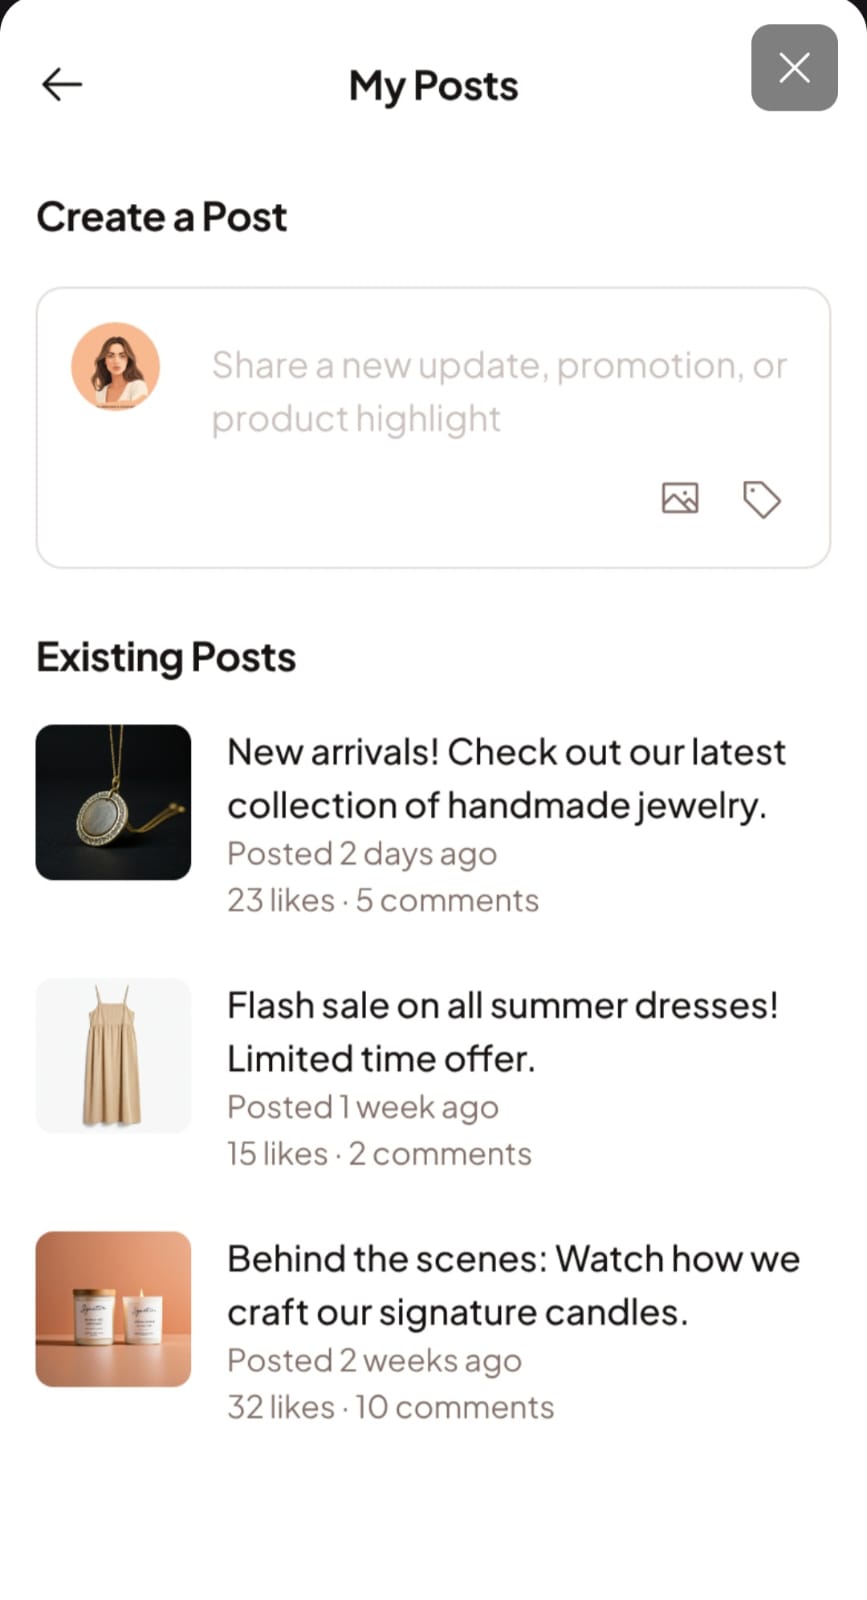 My Posts
Create a Post
Share a new update, promotion, or
product highlight
Existing Posts
New arrivals! Check out our latest
collection of handmade jewelry.
Posted 2 days ago
23 likes · 5 comments
Flash sale on all summer dresses!
Limited time offer.
Posted 1 week ago
15 likes · 2 comments
Behind the scenes: Watch how we
craft our signature candles.
Posted 2 weeks ago
32 likes · 10 comments
Signature
Signature